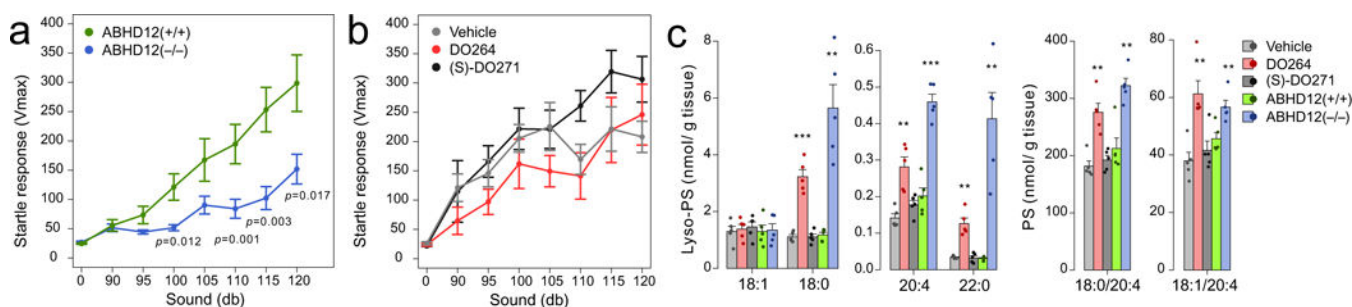 a
ABHD12(+/+)
ABHD12(−/−)
Startle response (Vmax)
400
350
300
250
200
150
100
50
0
p=0.012
p=0.001
p=0.003
p=0.017
0 90 95 100 105 110 115 120
Sound (db)
b
Vehicle
DO264
(S)-DO271
Startle response (Vmax)
400
350
300
250
200
150
100
50
0
0 90 95 100 105 110 115 120
Sound (db)
c
Lyso-PS (nmol/ g tissue)
8
6
4
2
0
***
**
18:1 18:0
0.6
0.5
0.4
0.3
0.2
0.1
0.0
**
***
**
**
20:4 22:0
PS (nmol/ g tissue)
400
300
200
100
0
**
**
18:0/20:4
80
60
40
20
0
**
**
18:1/20:4
Vehicle
DO264
(S)-DO271
ABHD12(+/+)
ABHD12(−/−)